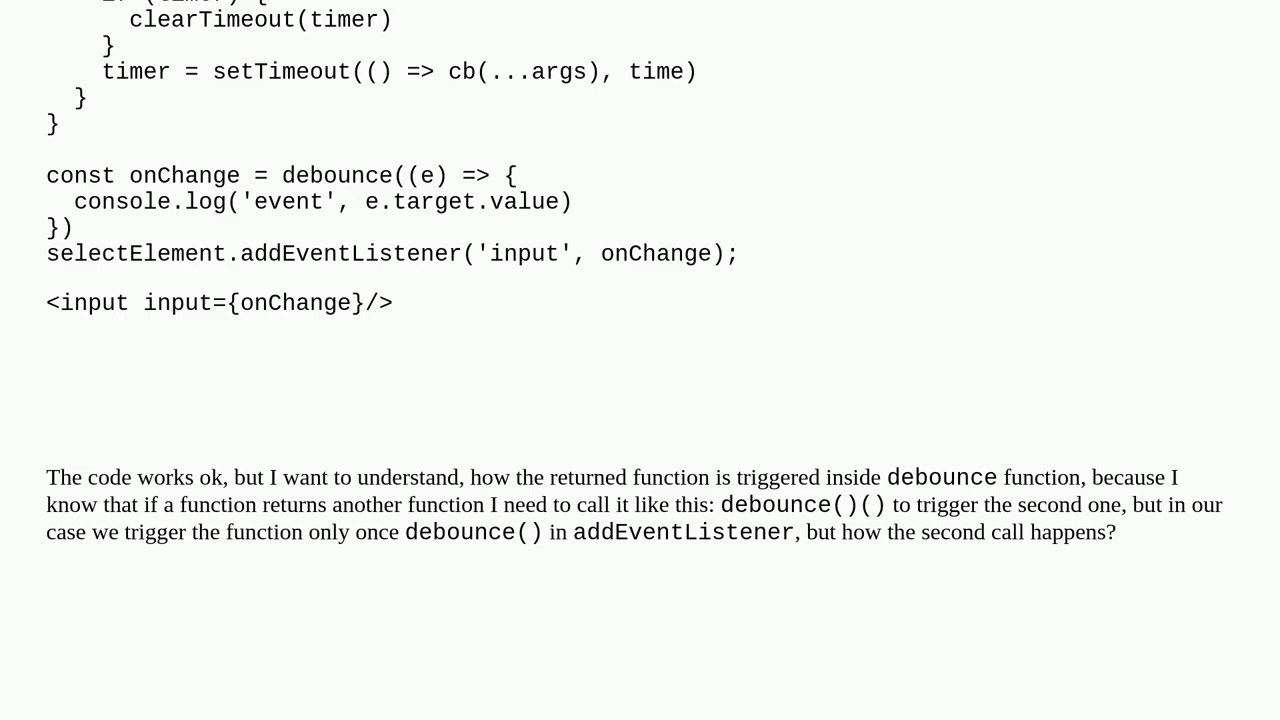 clearTimeout(timer)
}
timer = setTimeout(() => cb(...args), time)
}
}
const onChange = debounce((e) => {
console.log('event', e.target.value)
})
selectElement.addEventListener('input', onChange);
<input input={onChange}/>
The code works ok, but I want to understand, how the returned function is triggered inside debounce function, because I
know that if a function returns another function I need to call it like this: debounce()() to trigger the second one, but in our
case we trigger the function only once debounce() in addEventListener, but how the second call happens?